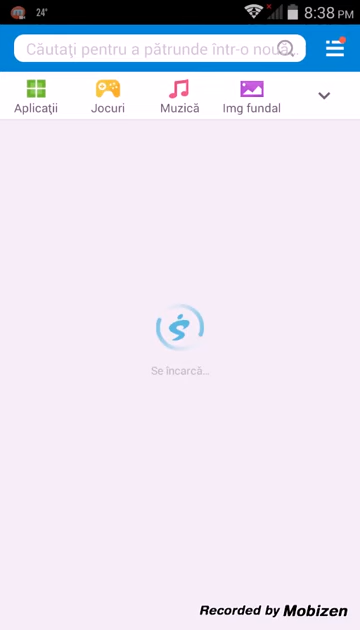 24°
8:38 PM
Căutaţi pentru a pătrunde într-o nouă...
Aplicaţii
Jocuri
Muzică
Img fundal
Se încarcă...
Recorded by Mobizen